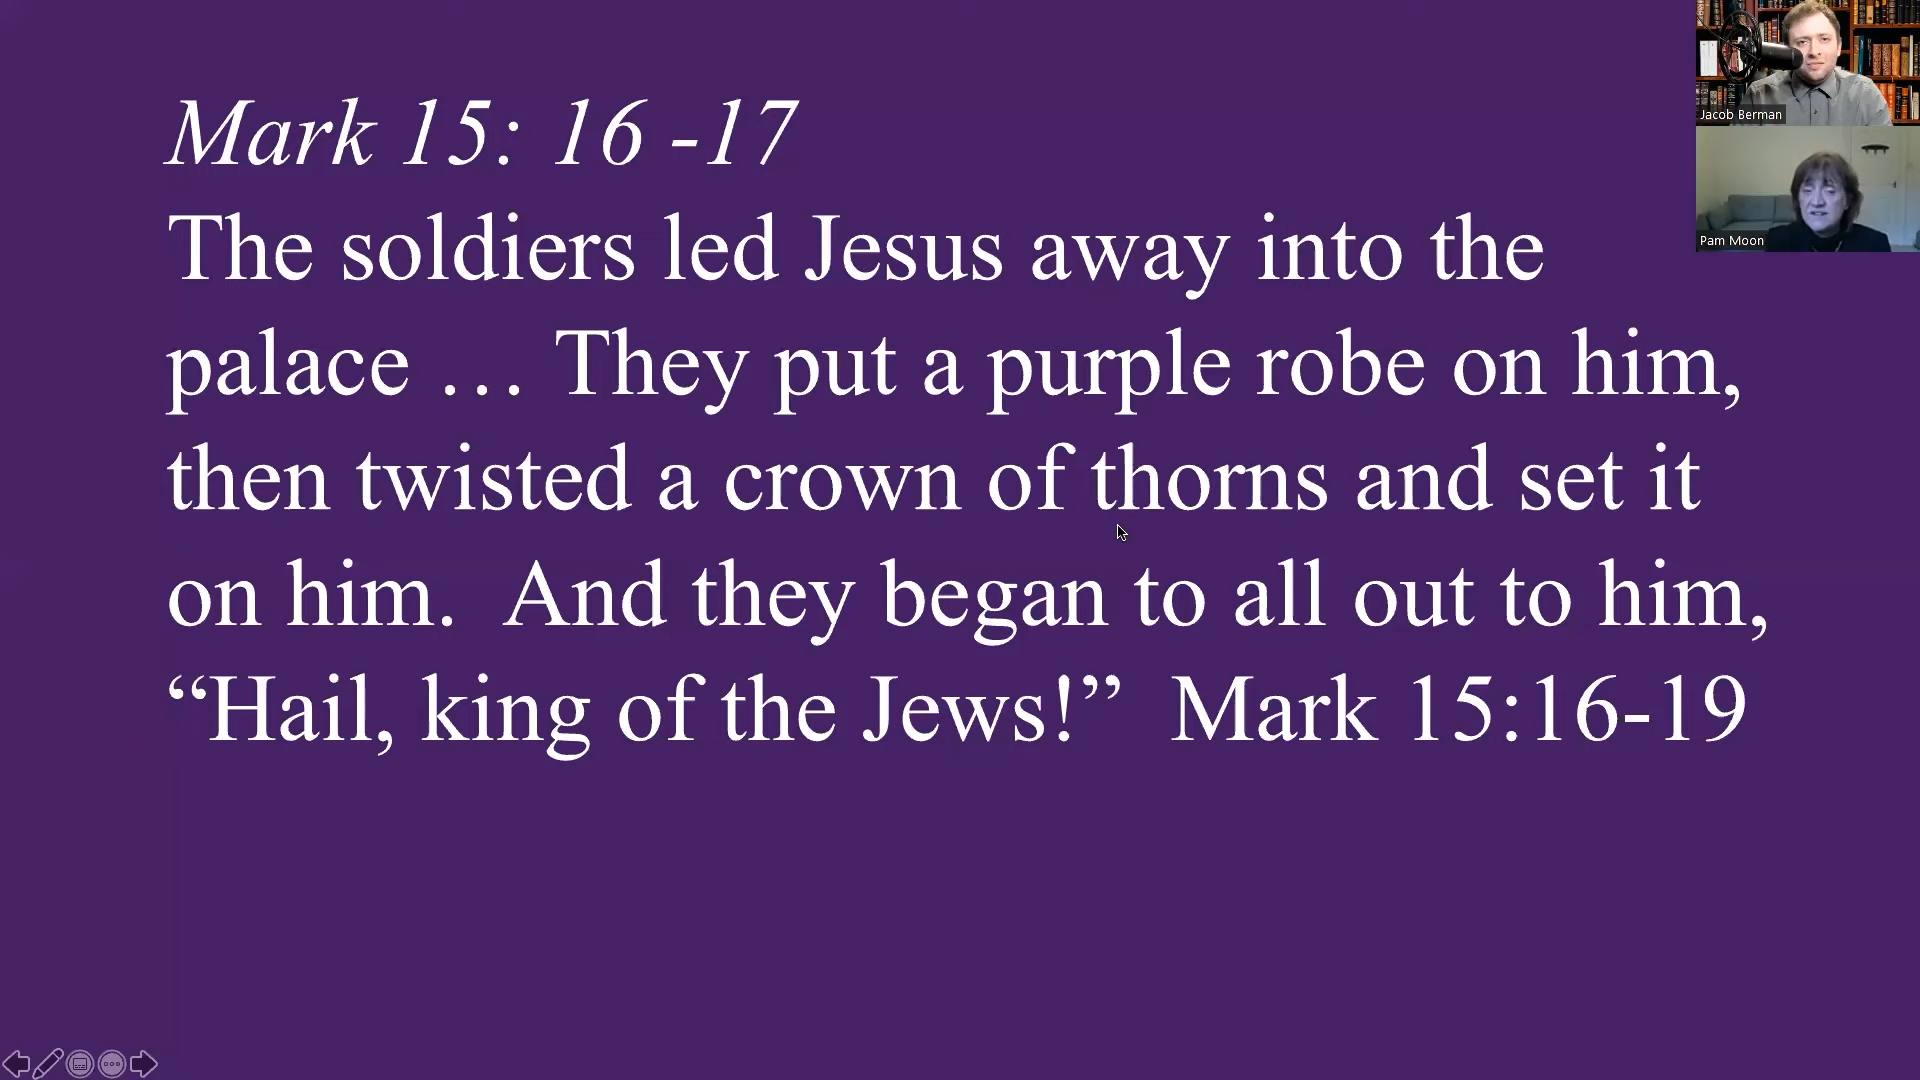 Mark 15: 16 -17
The soldiers led Jesus away into the
palace … They put a purple robe on him,
then twisted a crown of thorns and set it
on him.  And they began to all out to him,
“Hail, king of the Jews!”  Mark 15:16-19
Jacob Berman
Pam Moon